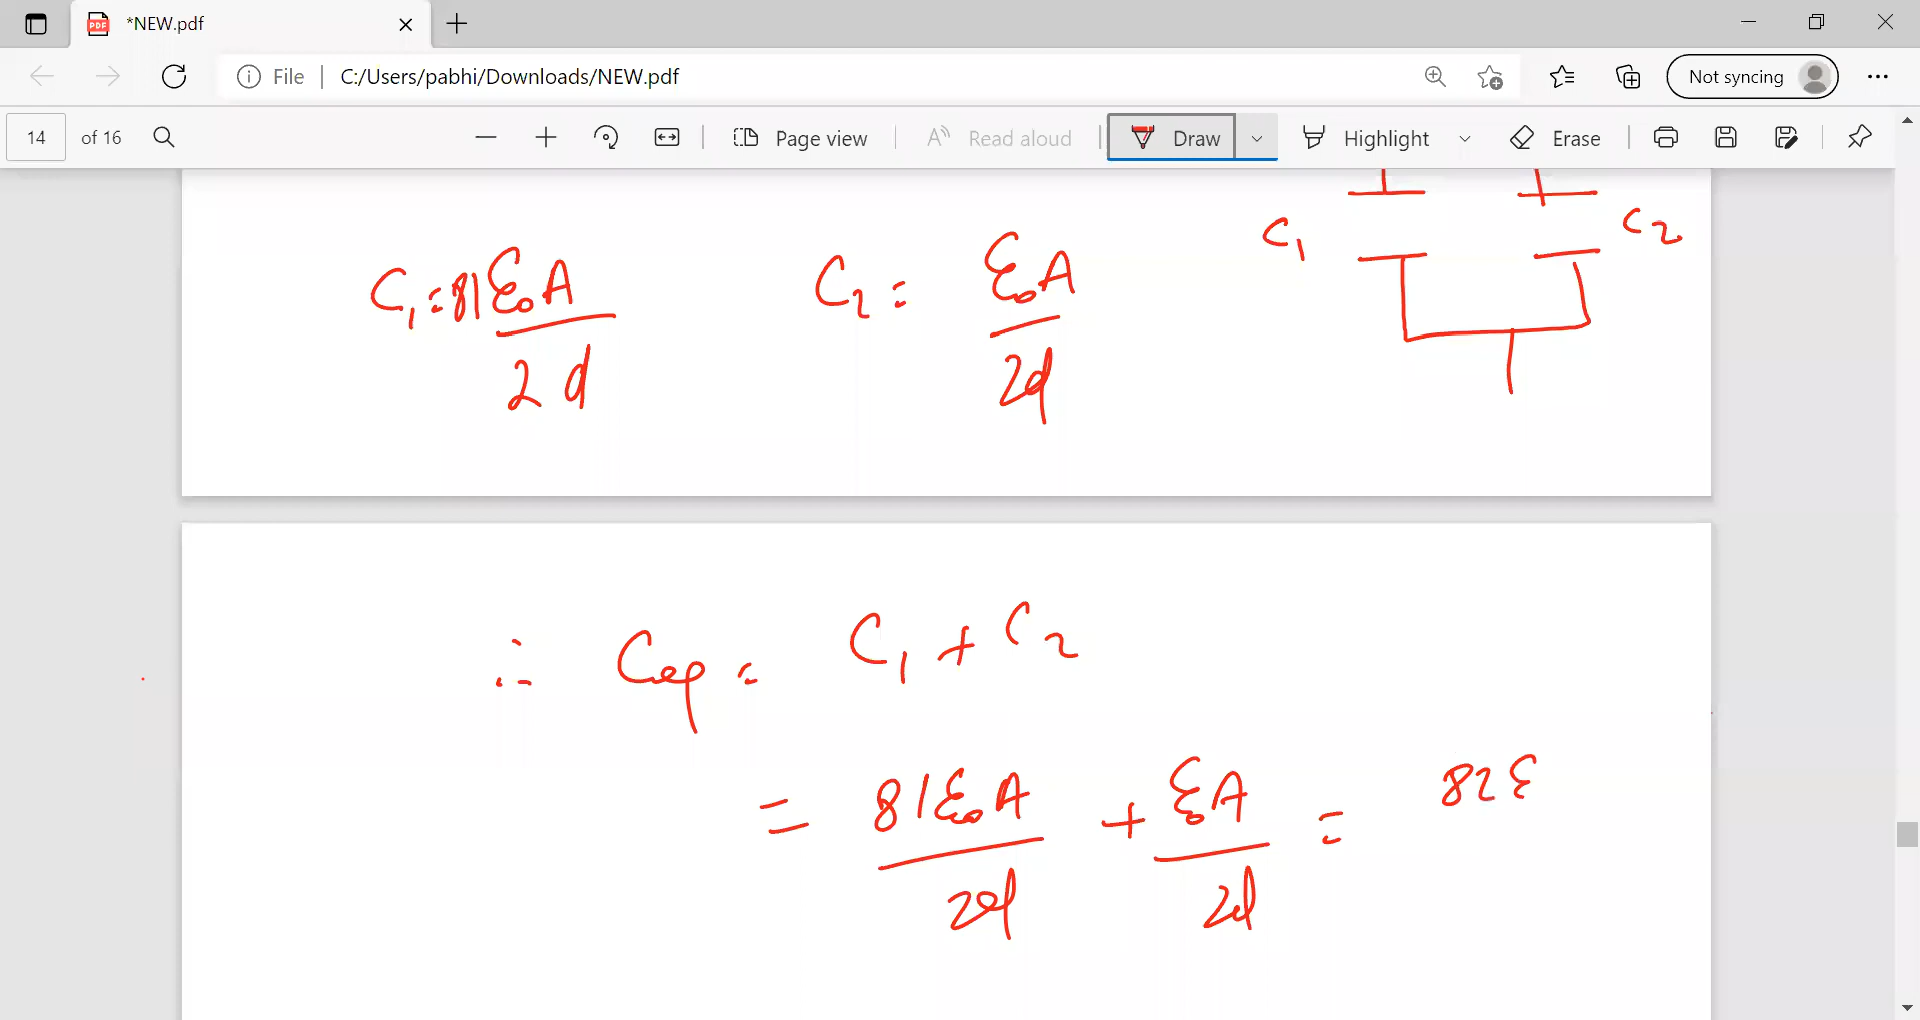 *NEW.pdf
File | C:/Users/pabhi/Downloads/NEW.pdf
Not syncing
14 of 16
Page view
Read aloud
Draw
Highlight
Erase
C₁ C₂
C₁ = 81ε₀A / 2d
C₂ = ε₀A / 2d
∴ Ceq = C₁ + C₂
= 81ε₀A / 2d + ε₀A / 2d = 82ε